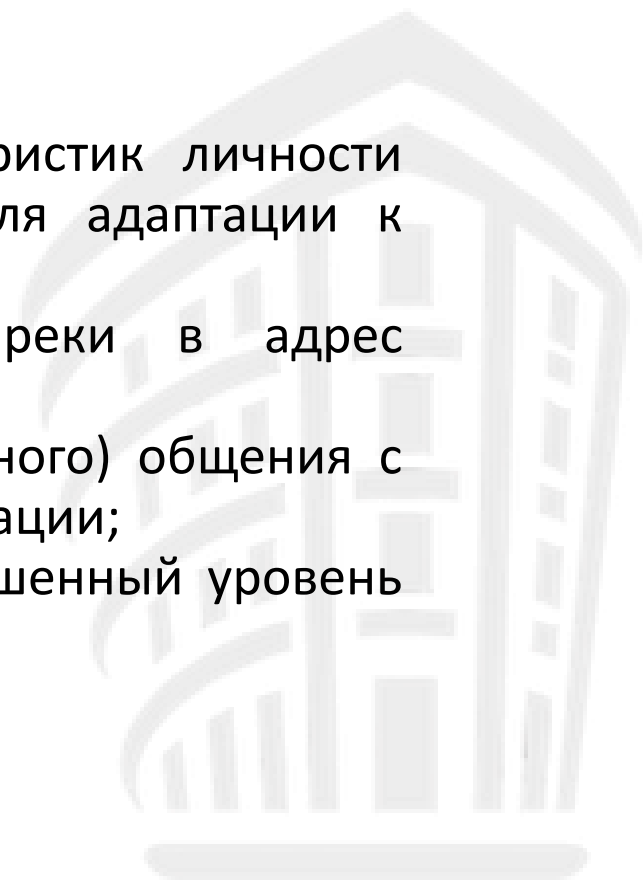 ристик личности
ля адаптации к
реки в адрес
ного) общения с
ации;
шенный уровень